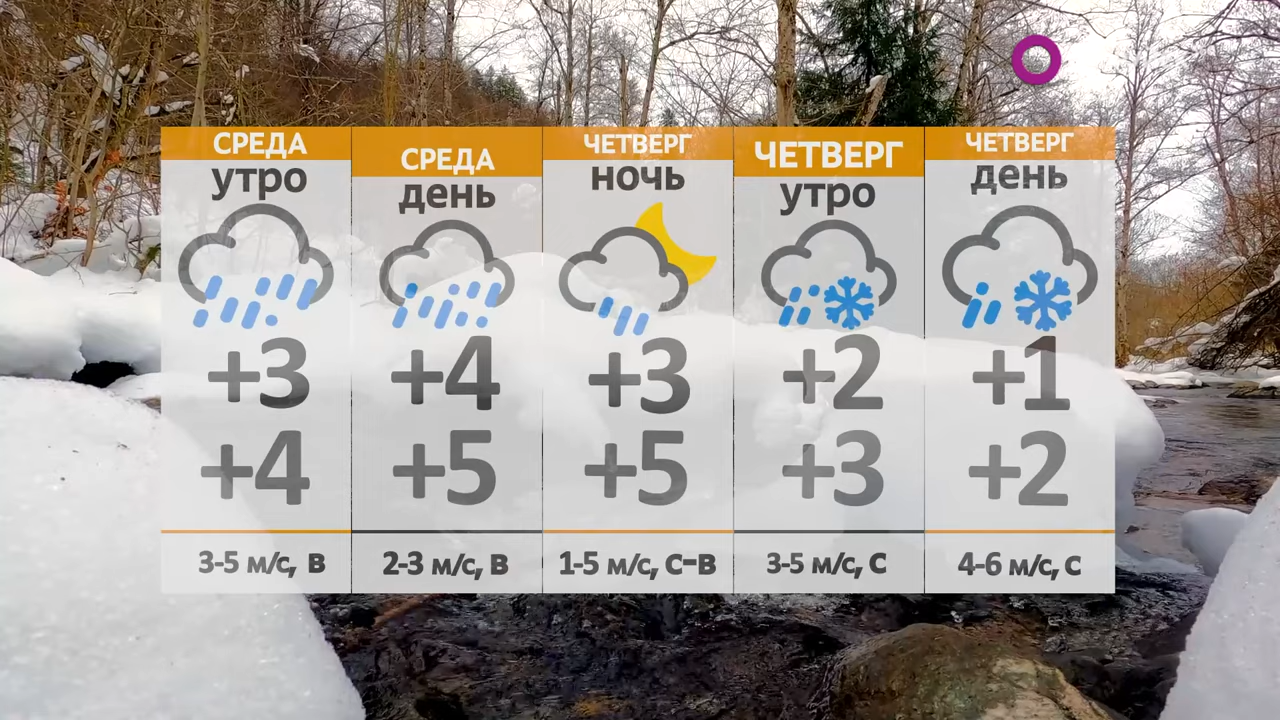 СРЕДА
утро
+3
+4
3-5 м/с, В
СРЕДА
день
+4
+5
2-3 м/с, В
ЧЕТВЕРГ
ночь
+3
+5
1-5 м/с, С-В
ЧЕТВЕРГ
утро
+2
+3
3-5 м/с, С
ЧЕТВЕРГ
день
+1
+2
4-6 м/с, С